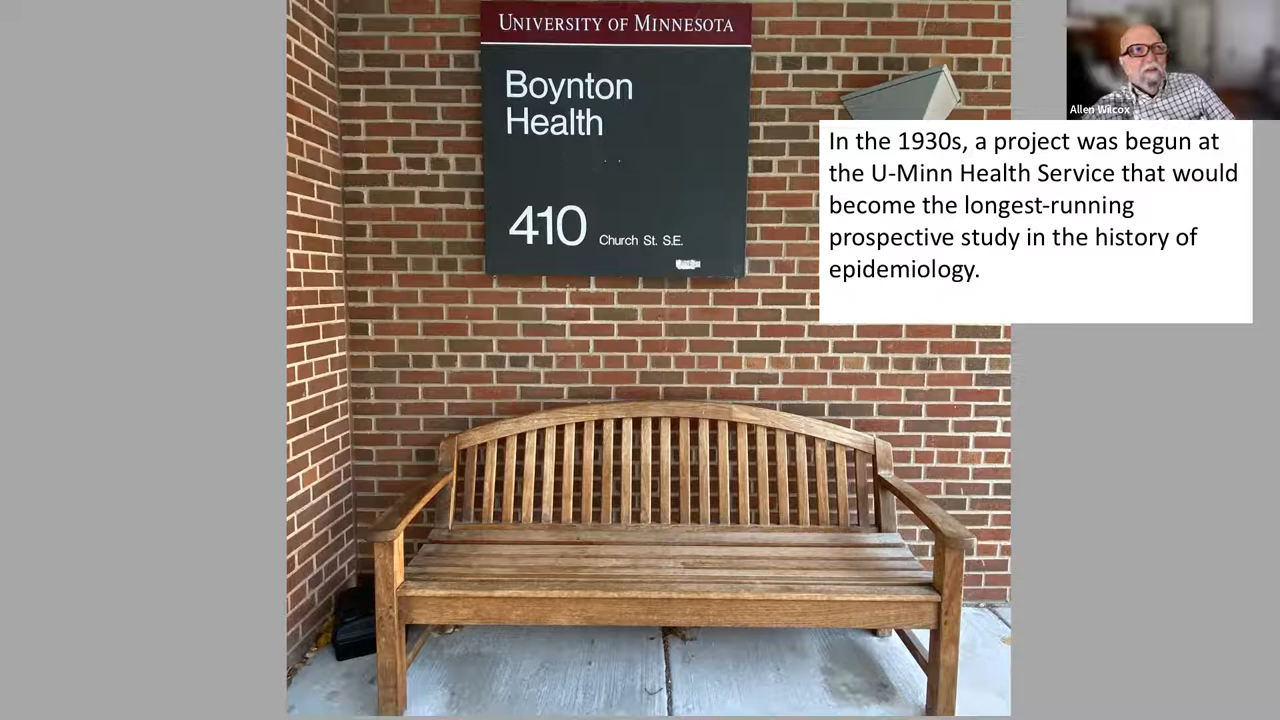 UNIVERSITY OF MINNESOTA
Boynton
Health
410 Church St. S.E.
Allen Wilcox
In the 1930s, a project was begun at
the U-Minn Health Service that would
become the longest-running
prospective study in the history of
epidemiology.